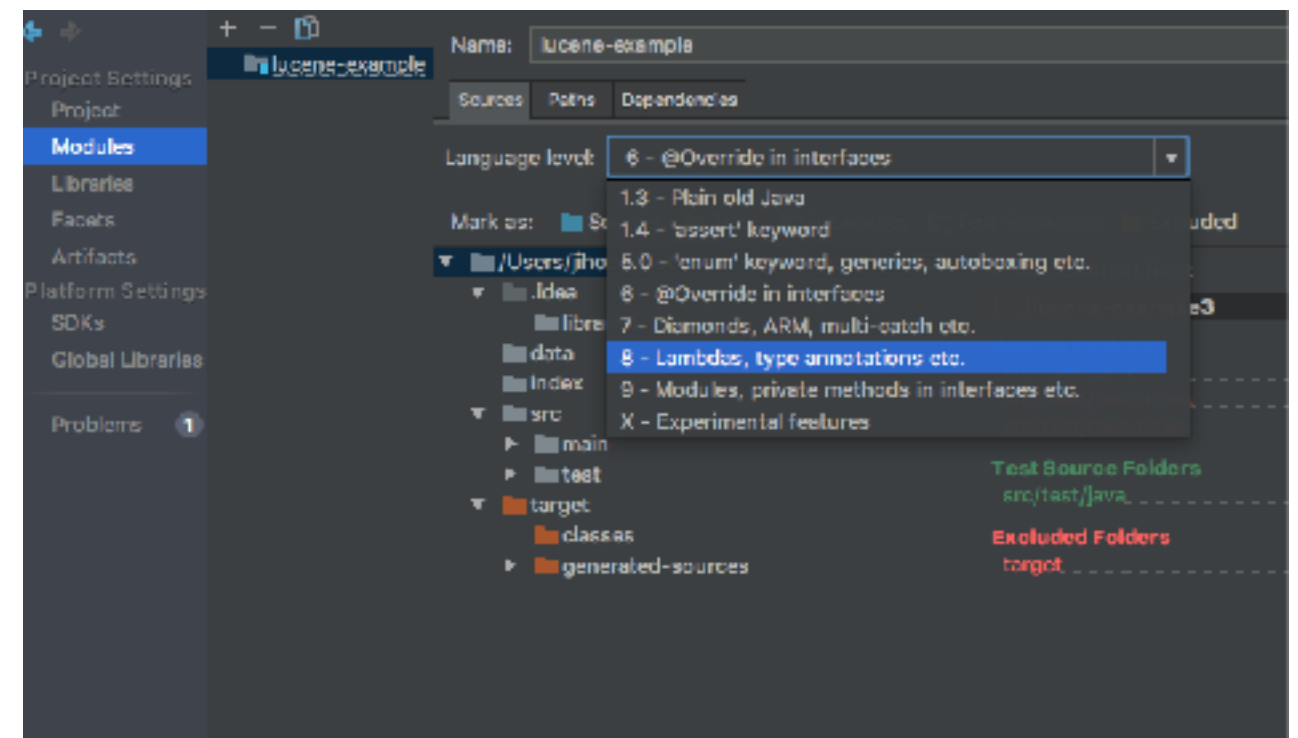 Project Settings
Project
Modules
Libraries
Facets
Artifacts
Platform Settings
SDKs
Global Libraries
Problems 1
lucene-example
Name: lucene-example
Sources Paths Dependencies
Language level: 6 - @Override in interfaces
1.3 - Plain old Java
1.4 - 'assert' keyword
5.0 - 'enum' keyword, generics, autoboxing etc.
6 - @Override in interfaces
7 - Diamonds, ARM, multi-catch etc.
8 - Lambdas, type annotations etc.
9 - Modules, private methods in interfaces etc.
X - Experimental features
Mark as:
/Users/jiho
.idea
libra
data
index
src
main
test
target
classes
generated-sources
Test Source Folders
src/test/java
Excluded Folders
target